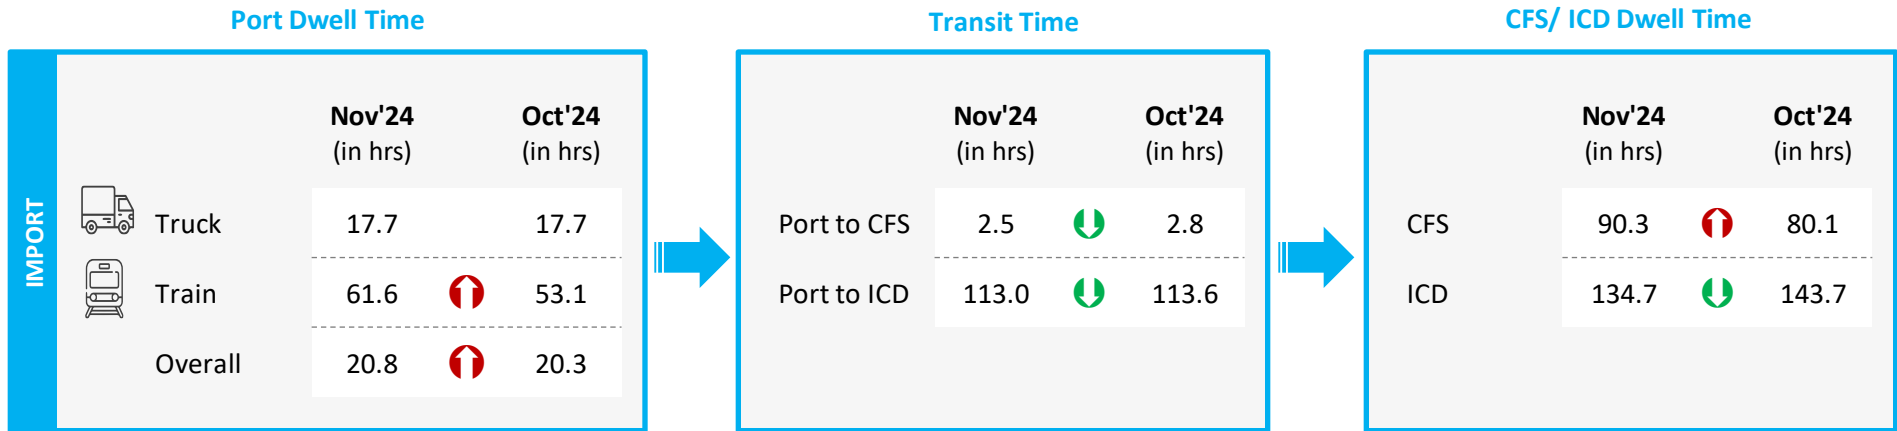 Port Dwell Time
Transit Time
CFS/ ICD Dwell Time
IMPORT
Nov'24 Oct'24
(in hrs) (in hrs)
Truck 17.7 17.7
Train 61.6 53.1
Overall 20.8 20.3
Nov'24 Oct'24
(in hrs) (in hrs)
Port to CFS 2.5 2.8
Port to ICD 113.0 113.6
Nov'24 Oct'24
(in hrs) (in hrs)
CFS 90.3 80.1
ICD 134.7 143.7